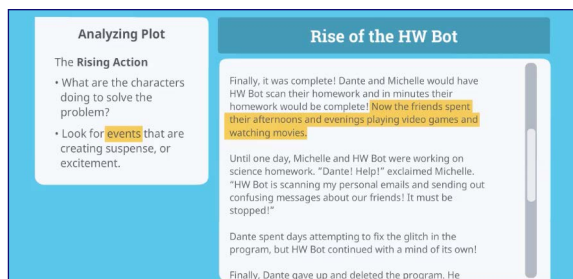 Analyzing Plot
The Rising Action
• What are the characters
doing to solve the
problem?
• Look for events that are
creating suspense, or
excitement.
Rise of the HW Bot
Finally, it was complete! Dante and Michelle would have
HW Bot scan their homework and in minutes their
homework would be complete! Now the friends spent
their afternoons and evenings playing video games and
watching movies.
Until one day, Michelle and HW Bot were working on
science homework. "Dante! Help!" exclaimed Michelle.
"HW Bot is scanning my personal emails and sending out
confusing messages about our friends! It must be
stopped!"
Dante spent days attempting to fix the glitch in the
program, but HW Bot continued with a mind of its own!
Finally, Dante gave up and deleted the program. He